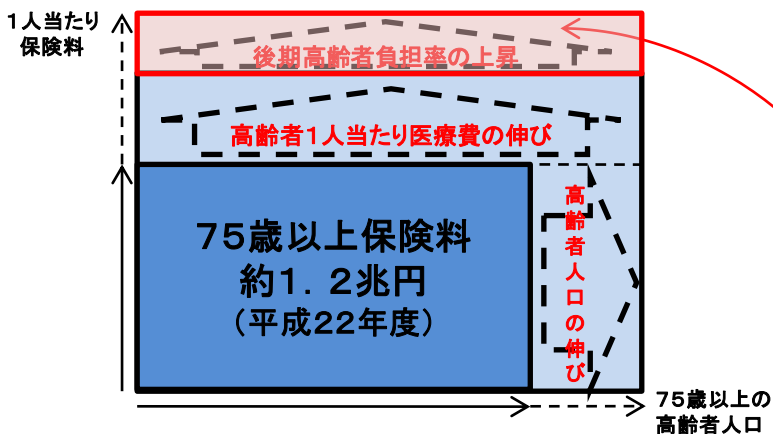 １人当たり
保険料
後期高齢者負担率の上昇
高齢者１人当たり医療費の伸び
７５歳以上保険料
約１．２兆円
（平成２２年度）
高齢者人口の伸び
７５歳以上の
高齢者人口